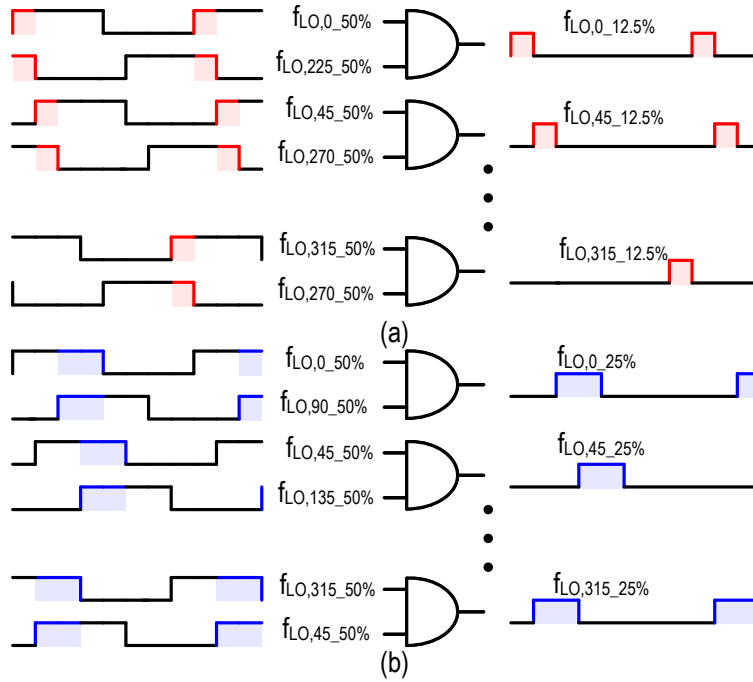 fLO,0_50%
fLO,0_12.5%
fLO,225_50%
fLO,45_50%
fLO,45_12.5%
fLO,270_50%
fLO,315_50%
fLO,315_12.5%
fLO,270_50%
(a)
fLO,0_50%
fLO,0_25%
fLO,90_50%
fLO,45_50%
fLO,45_25%
fLO,135_50%
fLO,315_50%
fLO,315_25%
fLO,45_50%
(b)